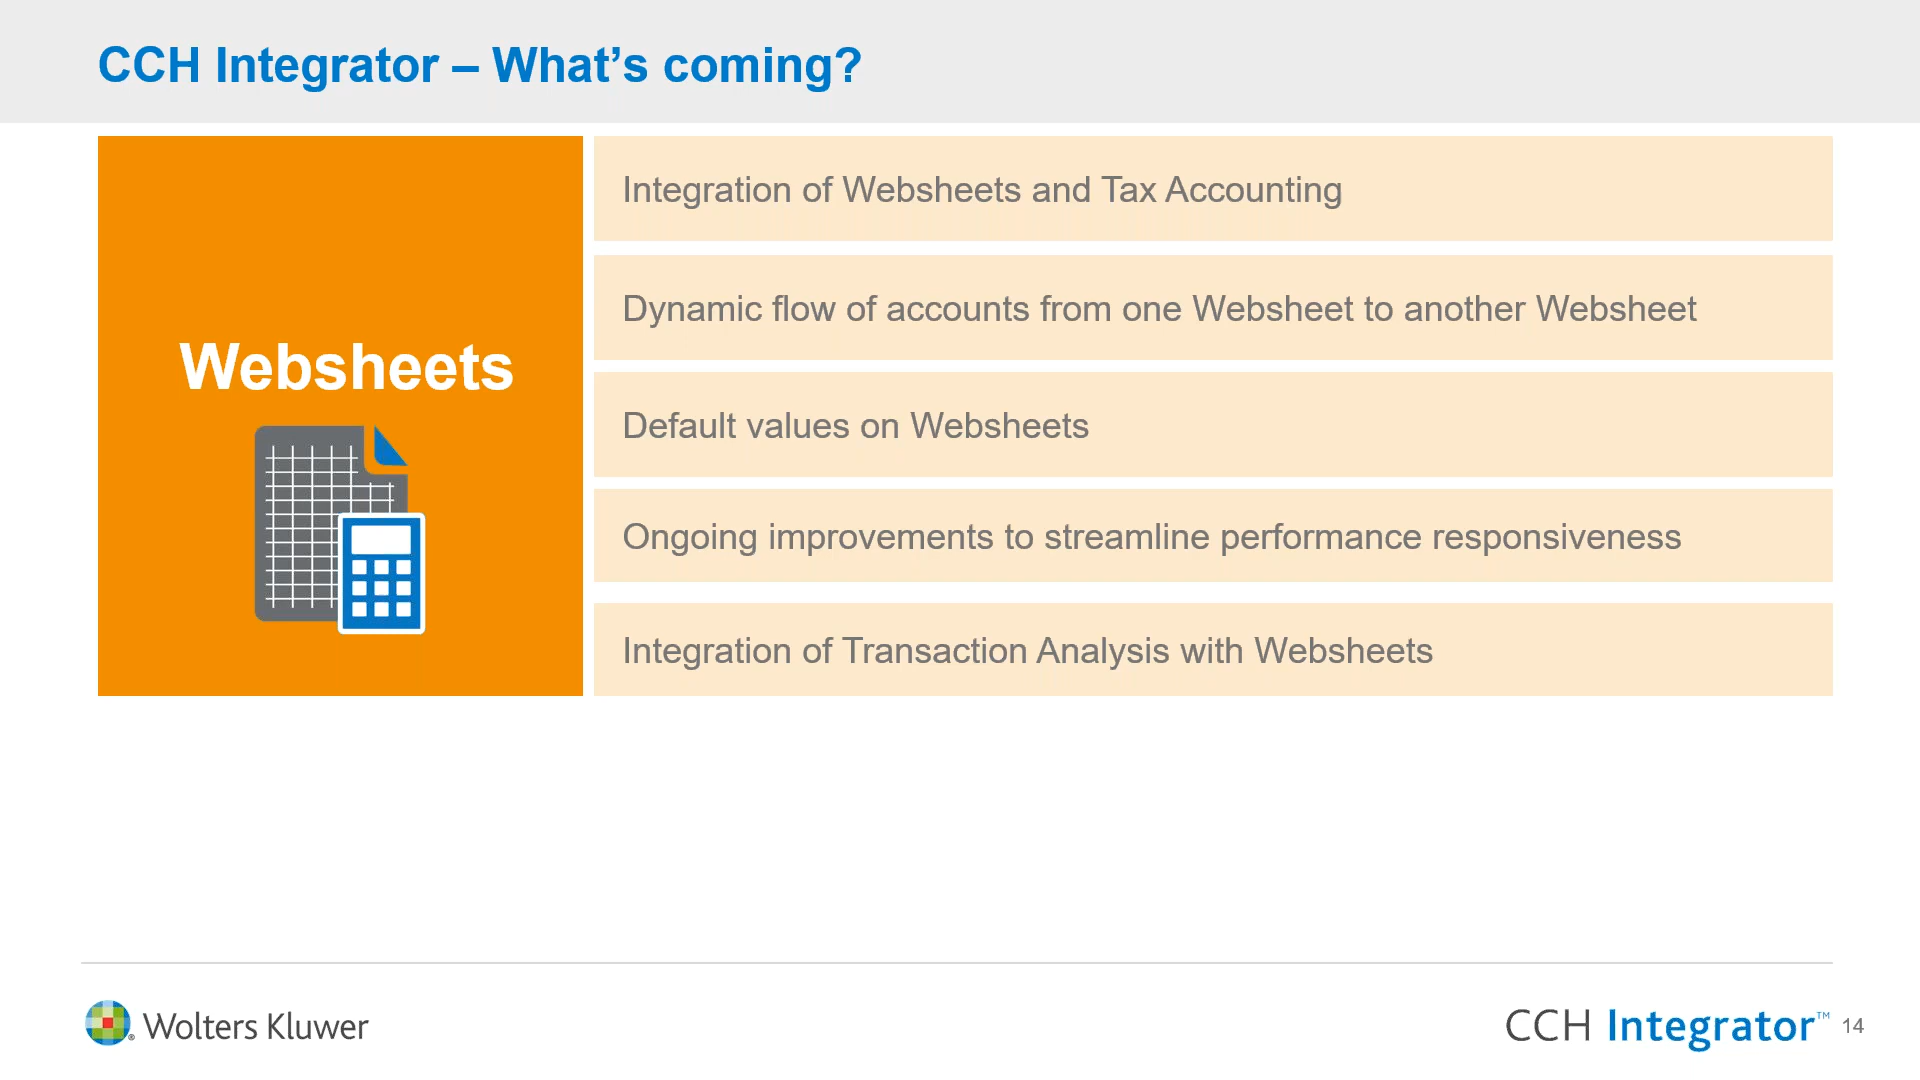 CCH Integrator – What’s coming?
Websheets
Integration of Websheets and Tax Accounting
Dynamic flow of accounts from one Websheet to another Websheet
Default values on Websheets
Ongoing improvements to streamline performance responsiveness
Integration of Transaction Analysis with Websheets
® Wolters Kluwer
CCH Integrator™ 14